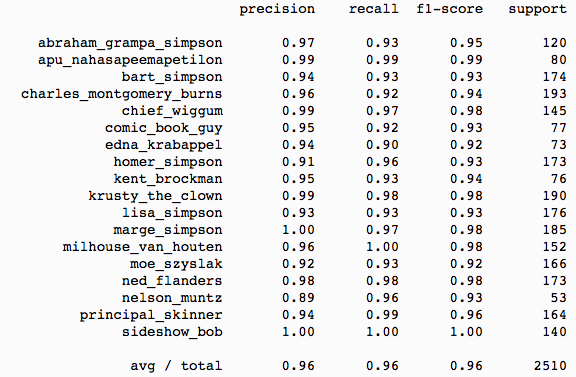 precision recall f1-score support
abraham_grampa_simpson 0.97 0.93 0.95 120
apu_nahasapeemapetilon 0.99 0.99 0.99 80
bart_simpson 0.94 0.93 0.93 174
charles_montgomery_burns 0.96 0.92 0.94 193
chief_wiggum 0.99 0.97 0.98 145
comic_book_guy 0.95 0.92 0.93 77
edna_krabappel 0.94 0.90 0.92 73
homer_simpson 0.91 0.96 0.93 173
kent_brockman 0.95 0.93 0.94 76
krusty_the_clown 0.99 0.98 0.98 190
lisa_simpson 0.93 0.93 0.93 176
marge_simpson 1.00 0.97 0.98 185
milhouse_van_houten 0.96 1.00 0.98 152
moe_szyslak 0.92 0.93 0.92 166
ned_flanders 0.98 0.98 0.98 173
nelson_muntz 0.89 0.96 0.93 53
principal_skinner 0.94 0.99 0.96 164
sideshow_bob 1.00 1.00 1.00 140
avg / total 0.96 0.96 0.96 2510